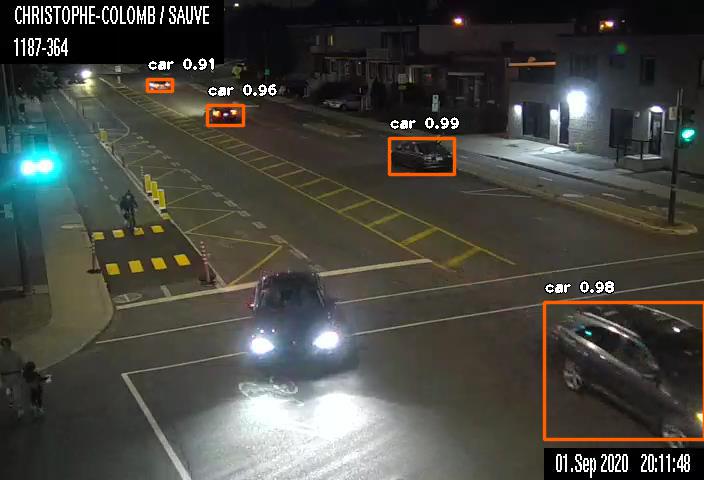 CHRISTOPHE-COLOMB / SAUVE
1187-364
car 0.91
car 0.96
car 0.99
car 0.98
01.Sep 2020 20:11:48